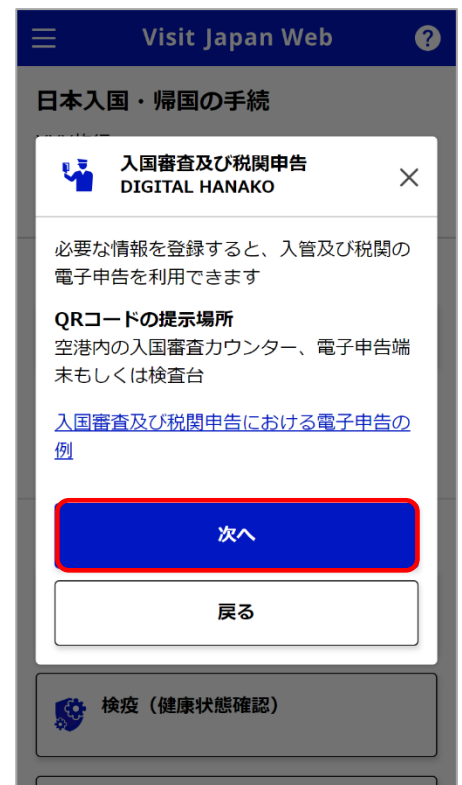 Visit Japan Web
?
日本入国・帰国の手続
入国審査及び税関申告
DIGITAL HANAKO
必要な情報を登録すると、入管及び税関の
電子申告を利用できます
QRコードの提示場所
空港内の入国審査カウンター、電子申告端
末もしくは検査台
入国審査及び税関申告における電子申告の
例
次へ
戻る
検疫（健康状態確認）